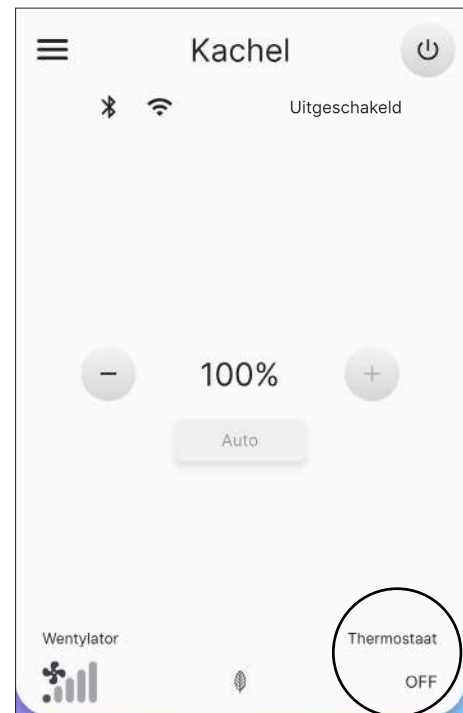 Kachel
Uitgeschakeld
100%
Auto
Wentylator
Thermostaat
OFF